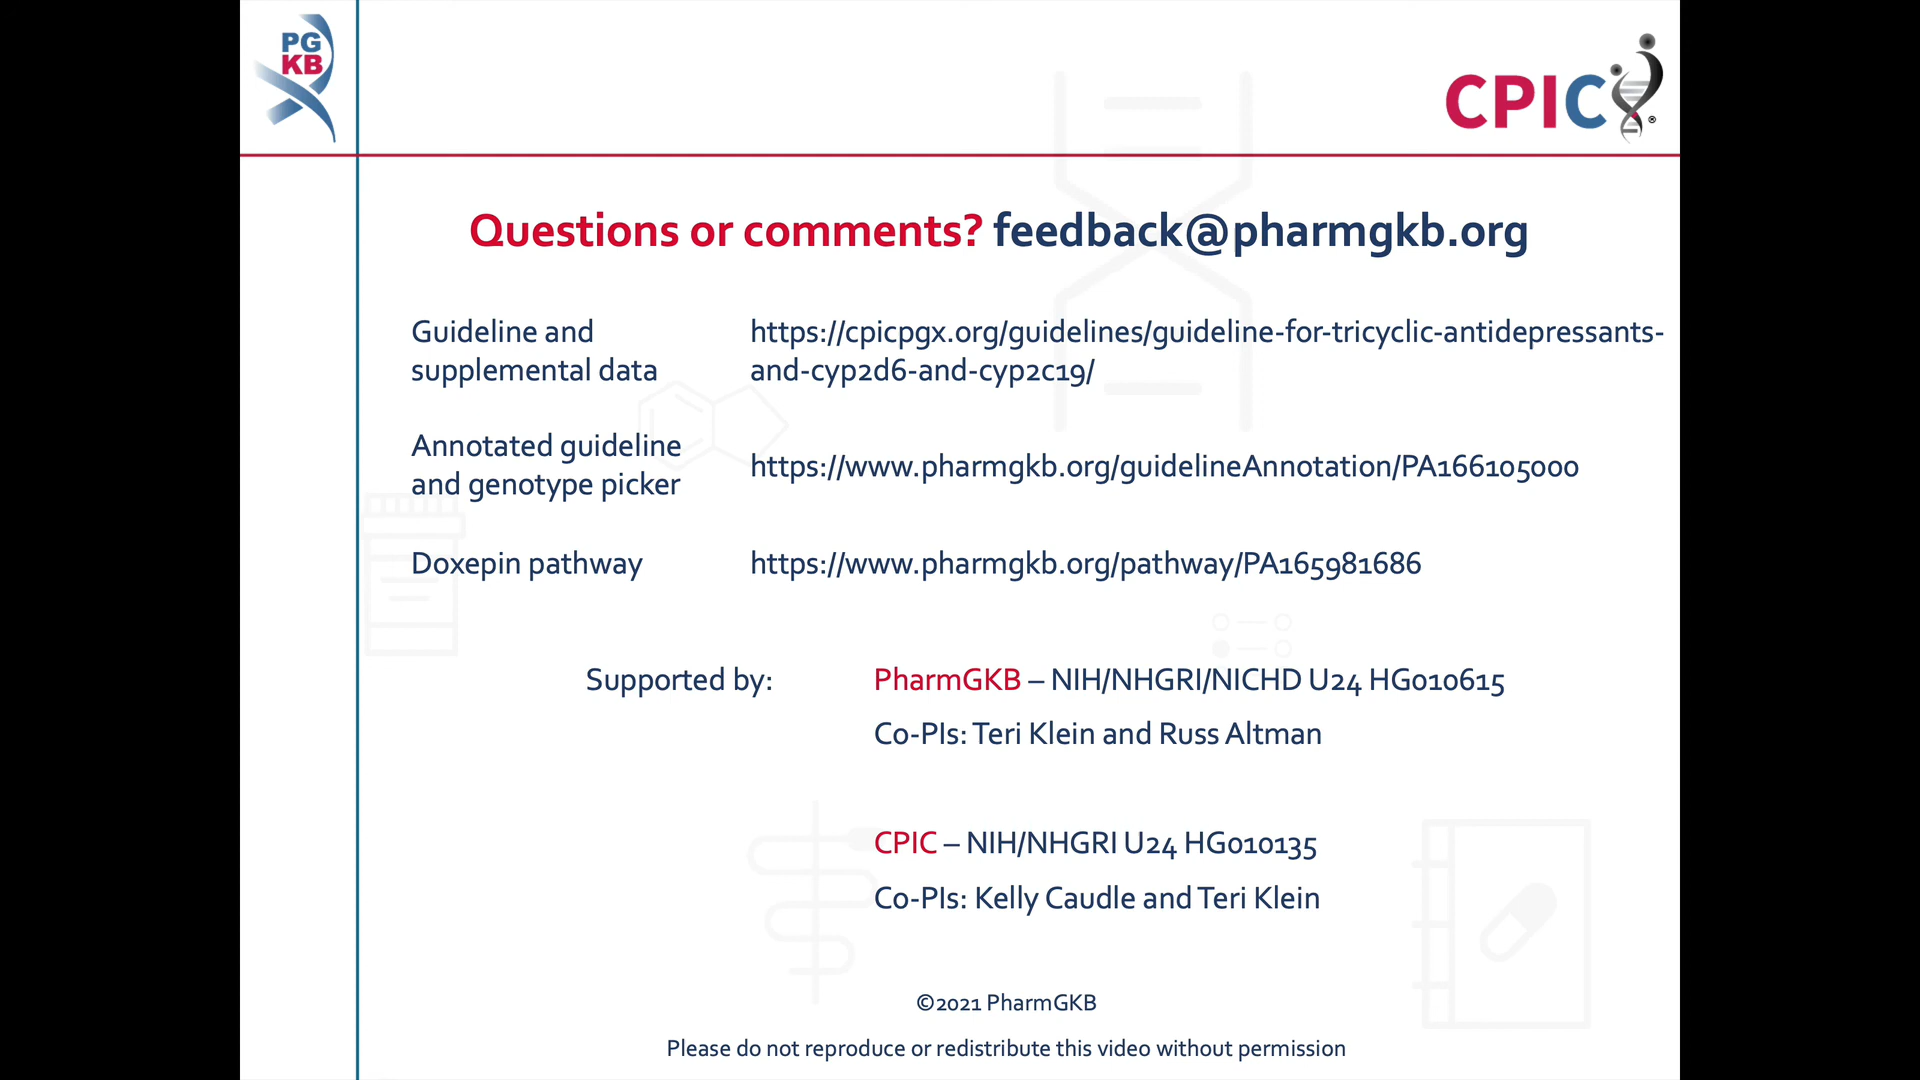 PG
KB
CPIC®
Questions or comments? feedback@pharmgkb.org
Guideline and
supplemental data
https://cpicpgx.org/guidelines/guideline-for-tricyclic-antidepressants-
and-cyp2d6-and-cyp2c19/
Annotated guideline
and genotype picker
https://www.pharmgkb.org/guidelineAnnotation/PA166105000
Doxepin pathway
https://www.pharmgkb.org/pathway/PA165981686
Supported by:
PharmGKB – NIH/NHGRI/NICHD U24 HG010615
Co-PIs: Teri Klein and Russ Altman
CPIC – NIH/NHGRI U24 HG010135
Co-PIs: Kelly Caudle and Teri Klein
©2021 PharmGKB
Please do not reproduce or redistribute this video without permission